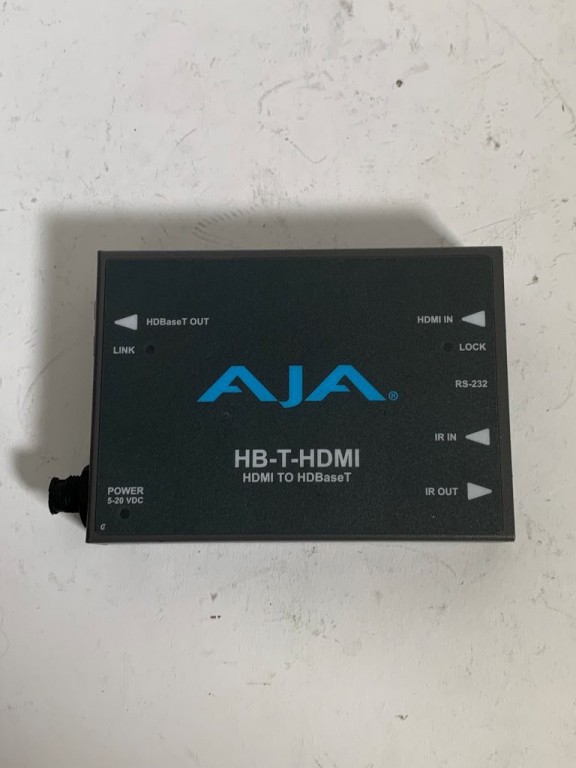 HDBaseT OUT
HDMI IN
LINK
LOCK
AJA®
RS-232
HB-T-HDMI
HDMI TO HDBaseT
IR IN
POWER
5-20 VDC
IR OUT